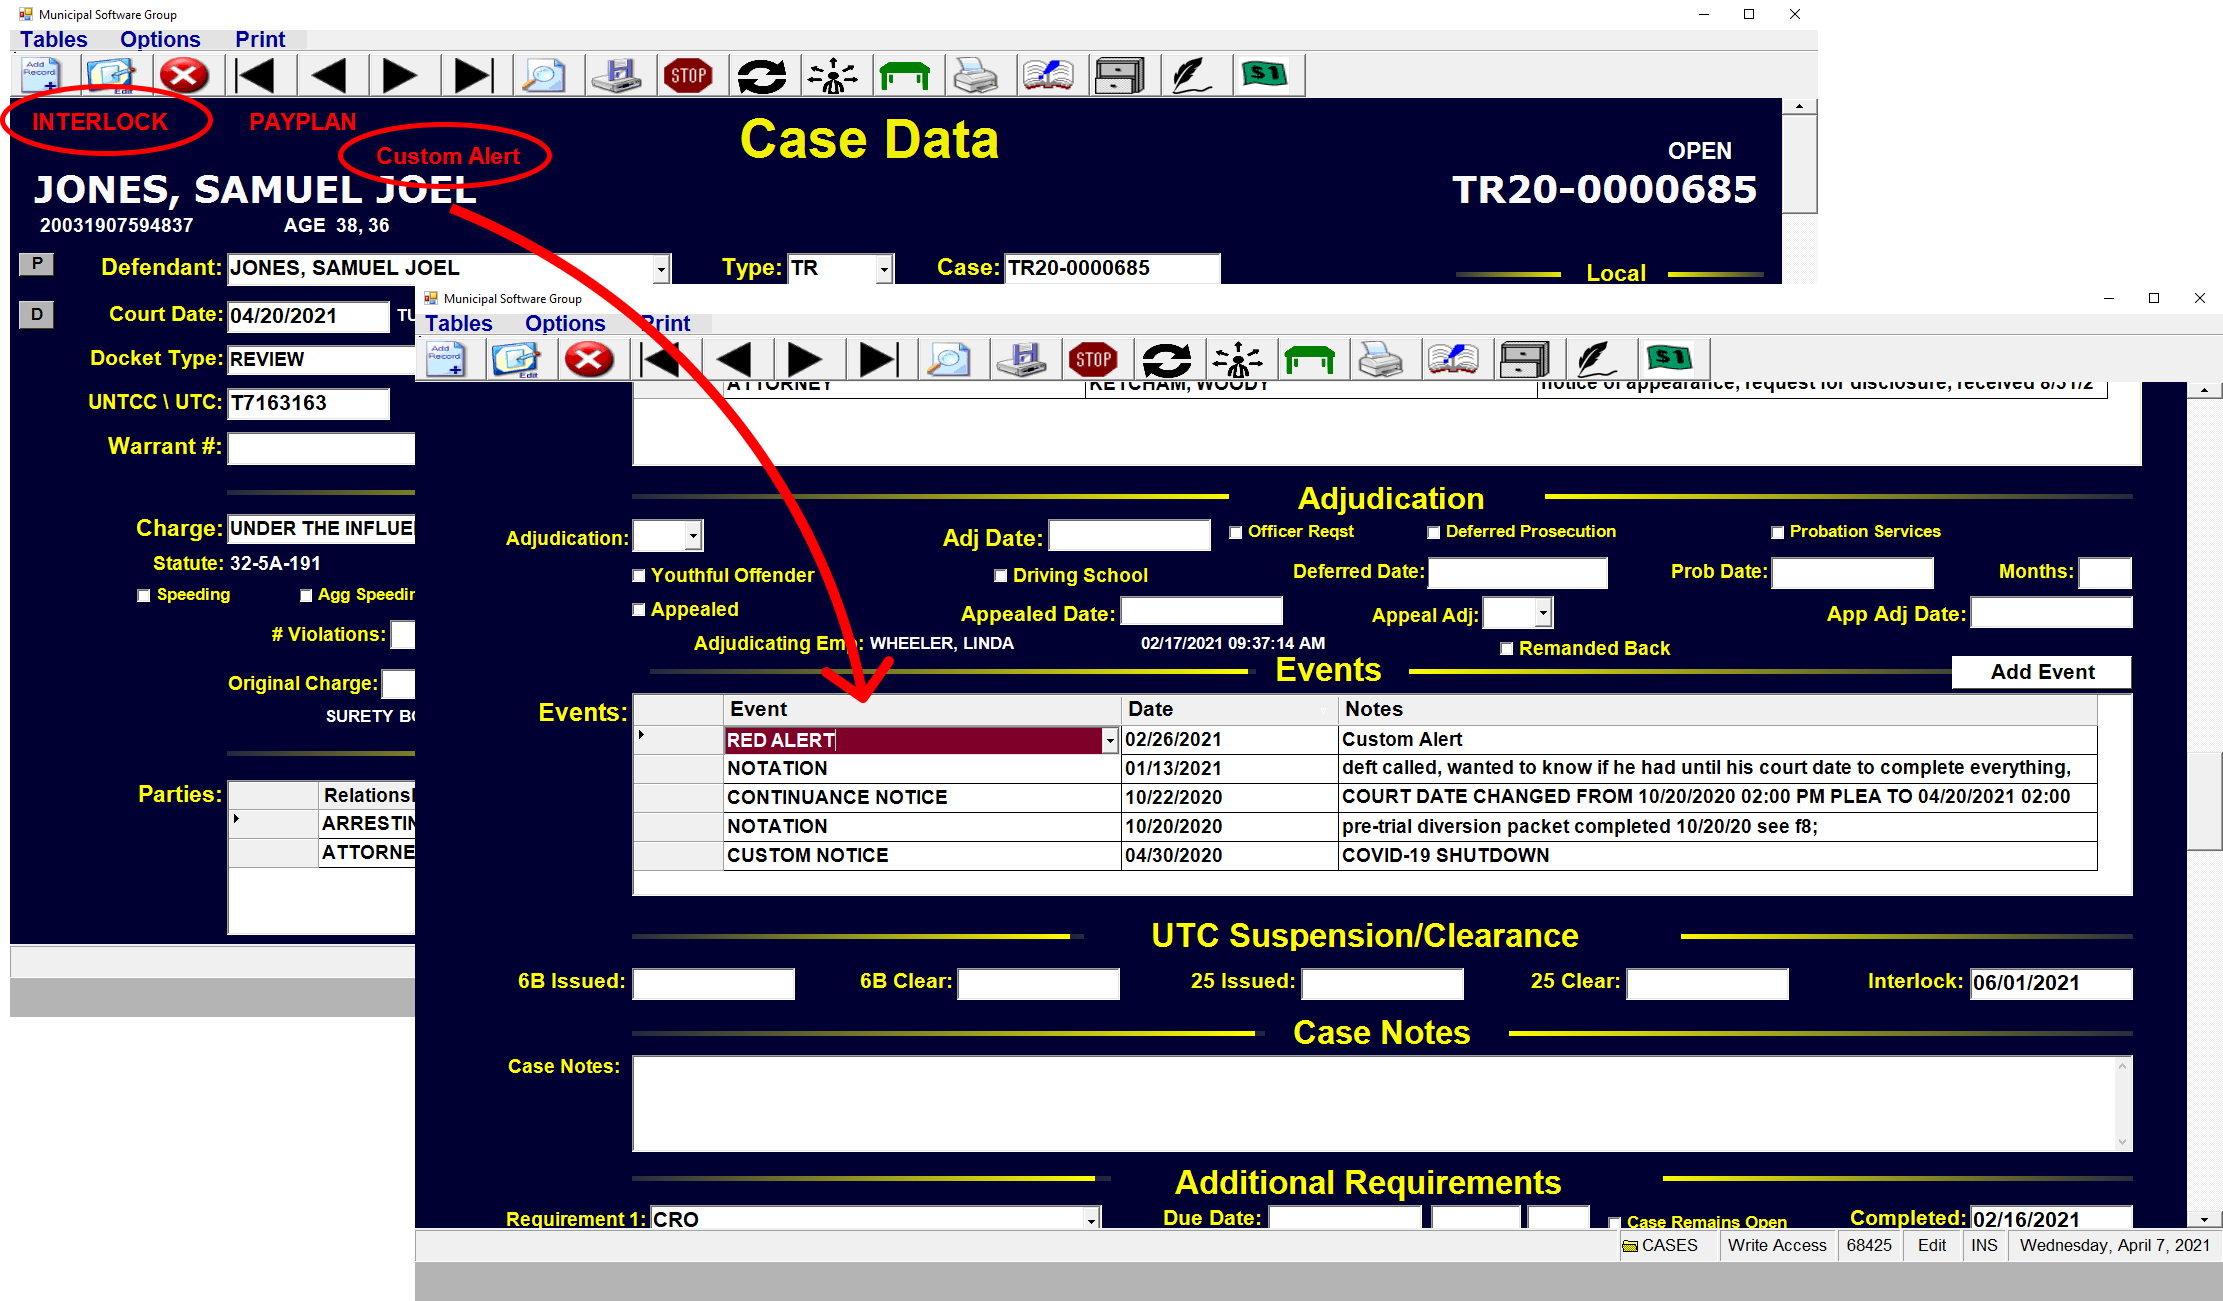 Municipal Software Group
Tables Options Print
Add Record Edit STOP $1
INTERLOCK PAYPLAN
Custom Alert
Case Data
OPEN
JONES, SAMUEL JOEL
TR20-0000685
20031907594837 AGE 38, 36
P Defendant: JONES, SAMUEL JOEL Type: TR Case: TR20-0000685
Local
D Court Date: 04/20/2021 TU
Docket Type: REVIEW
UNTCC \ UTC: T7163163
Warrant #:
Charge: UNDER THE INFLUE
Statute: 32-5A-191
Speeding Agg Speedin
# Violations:
Original Charge:
SURETY BO
Parties: Relations
ARRESTIN
ATTORNE
Municipal Software Group
Tables Options Print
Add Record Edit STOP $1
ATTORNEY KETCHAM, WOODY notice of appearance, request for disclosure, received 8/31/2
Adjudication
Adjudication: Adj Date: Officer Reqst Deferred Prosecution Probation Services
Youthful Offender Driving School Deferred Date: Prob Date: Months:
Appealed Appealed Date: Appeal Adj: App Adj Date:
Adjudicating Emp: WHEELER, LINDA 02/17/2021 09:37:14 AM Remanded Back
Events
Add Event
Events: Event Date Notes
RED ALERT 02/26/2021 Custom Alert
NOTATION 01/13/2021 deft called, wanted to know if he had until his court date to complete everything,
CONTINUANCE NOTICE 10/22/2020 COURT DATE CHANGED FROM 10/20/2020 02:00 PM PLEA TO 04/20/2021 02:00
NOTATION 10/20/2020 pre-trial diversion packet completed 10/20/20 see f8;
CUSTOM NOTICE 04/30/2020 COVID-19 SHUTDOWN
UTC Suspension/Clearance
6B Issued: 6B Clear: 25 Issued: 25 Clear: Interlock: 06/01/2021
Case Notes
Case Notes:
Additional Requirements
Requirement 1: CRO Due Date: Case Remains Open Completed: 02/16/2021
CASES Write Access 68425 Edit INS Wednesday, April 7, 2021